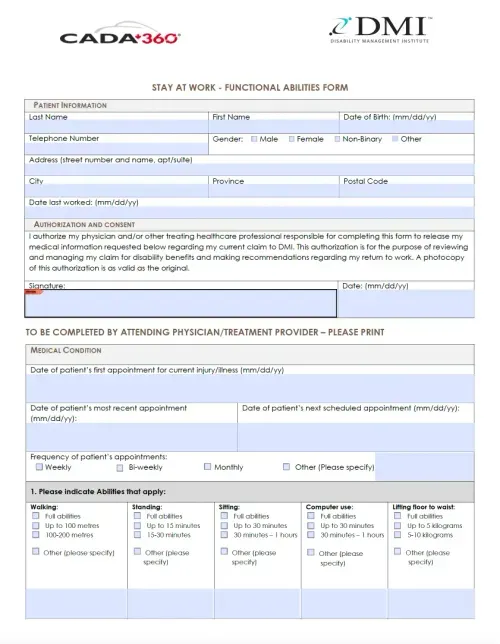 CADA+360°
DMI™
DISABILITY MANAGEMENT INSTITUTE
STAY AT WORK - FUNCTIONAL ABILITIES FORM
PATIENT INFORMATION
Last Name First Name Date of Birth: (mm/dd/yy)
Telephone Number Gender: Male Female Non-Binary Other
Address (street number and name, apt/suite)
City Province Postal Code
Date last worked: (mm/dd/yy)
AUTHORIZATION AND CONSENT
I authorize my physician and/or other treating healthcare professional responsible for completing this form to release my
medical information requested below regarding my current claim to DMI. This authorization is for the purpose of reviewing
and managing my claim for disability benefits and making recommendations regarding my return to work. A photocopy
of this authorization is as valid as the original.
Signature: Date: (mm/dd/yy)
TO BE COMPLETED BY ATTENDING PHYSICIAN/TREATMENT PROVIDER – PLEASE PRINT
MEDICAL CONDITION
Date of patient's first appointment for current injury/illness (mm/dd/yy)
Date of patient's most recent appointment Date of patient's next scheduled appointment (mm/dd/yy):
(mm/dd/yy):
Frequency of patient's appointments:
Weekly Bi-weekly Monthly Other (Please specify)
1. Please indicate Abilities that apply:
Walking: Standing: Sitting: Computer use: Lifting floor to waist:
Full abilities Full abilities Full abilities Full abilities Full abilities
Up to 100 metres Up to 15 minutes Up to 30 minutes Up to 30 minutes Up to 5 kilograms
100-200 metres 15-30 minutes 30 minutes – 1 hours 30 minutes – 1 hours 5-10 kilograms
Other (please specify) Other (please Other (please Other (please Other (please
specify) specify) specify) specify)